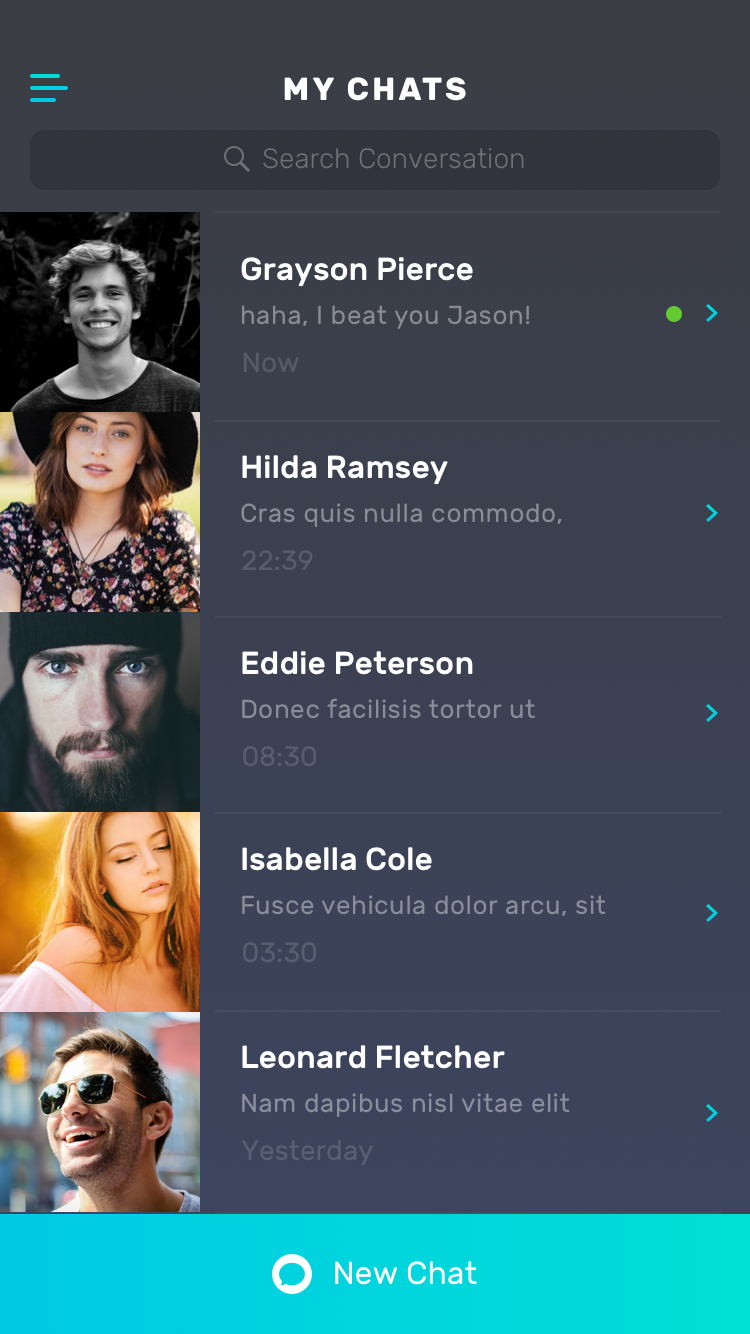 MY CHATS
Search Conversation
Grayson Pierce
haha, I beat you Jason!
Now
Hilda Ramsey
Cras quis nulla commodo,
22:39
Eddie Peterson
Donec facilisis tortor ut
08:30
Isabella Cole
Fusce vehicula dolor arcu, sit
03:30
Leonard Fletcher
Nam dapibus nisl vitae elit
Yesterday
New Chat